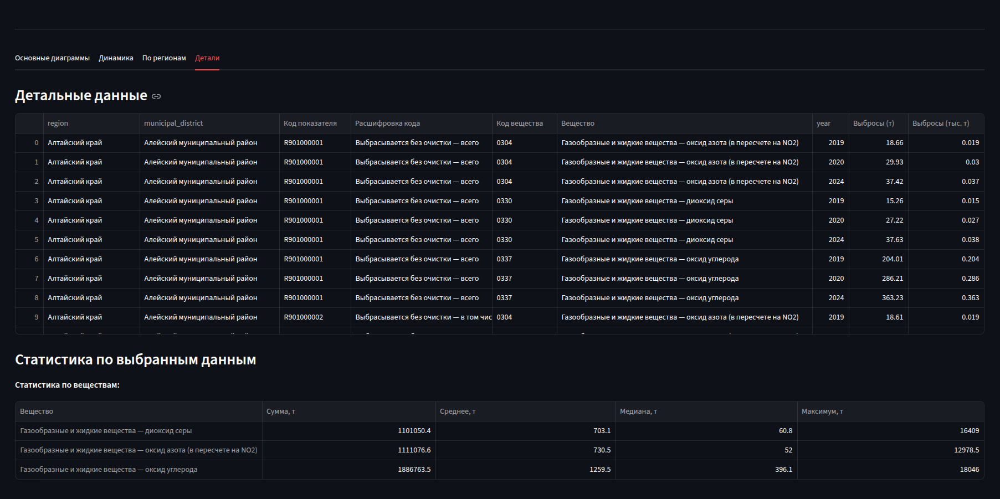 Основные диаграммы Динамика По регионам Детали
Детальные данные
region municipal_district Код показателя Расшифровка кода Код вещества Вещество year Выбросы (т) Выбросы (тыс. т)
0 Алтайский край Алейский муниципальный район R901000001 Выбрасывается без очистки — всего 0304 Газообразные и жидкие вещества — оксид азота (в пересчете на NO2) 2019 18.66 0.019
1 Алтайский край Алейский муниципальный район R901000001 Выбрасывается без очистки — всего 0304 Газообразные и жидкие вещества — оксид азота (в пересчете на NO2) 2020 29.93 0.03
2 Алтайский край Алейский муниципальный район R901000001 Выбрасывается без очистки — всего 0304 Газообразные и жидкие вещества — оксид азота (в пересчете на NO2) 2024 37.42 0.037
3 Алтайский край Алейский муниципальный район R901000001 Выбрасывается без очистки — всего 0330 Газообразные и жидкие вещества — диоксид серы 2019 15.26 0.015
4 Алтайский край Алейский муниципальный район R901000001 Выбрасывается без очистки — всего 0330 Газообразные и жидкие вещества — диоксид серы 2020 27.22 0.027
5 Алтайский край Алейский муниципальный район R901000001 Выбрасывается без очистки — всего 0330 Газообразные и жидкие вещества — диоксид серы 2024 37.63 0.038
6 Алтайский край Алейский муниципальный район R901000001 Выбрасывается без очистки — всего 0337 Газообразные и жидкие вещества — оксид углерода 2019 204.01 0.204
7 Алтайский край Алейский муниципальный район R901000001 Выбрасывается без очистки — всего 0337 Газообразные и жидкие вещества — оксид углерода 2020 286.21 0.286
8 Алтайский край Алейский муниципальный район R901000001 Выбрасывается без очистки — всего 0337 Газообразные и жидкие вещества — оксид углерода 2024 363.23 0.363
9 Алтайский край Алейский муниципальный район R901000002 Выбрасывается без очистки — в том чис 0304 Газообразные и жидкие вещества — оксид азота (в пересчете на NO2) 2019 18.61 0.019
Статистика по выбранным данным
Статистика по веществам:
Вещество Сумма, т Среднее, т Медиана, т Максимум, т
Газообразные и жидкие вещества — диоксид серы 1101050.4 703.1 60.8 16409
Газообразные и жидкие вещества — оксид азота (в пересчете на NO2) 1111076.6 730.5 52 12978.5
Газообразные и жидкие вещества — оксид углерода 1886763.5 1259.5 396.1 18046